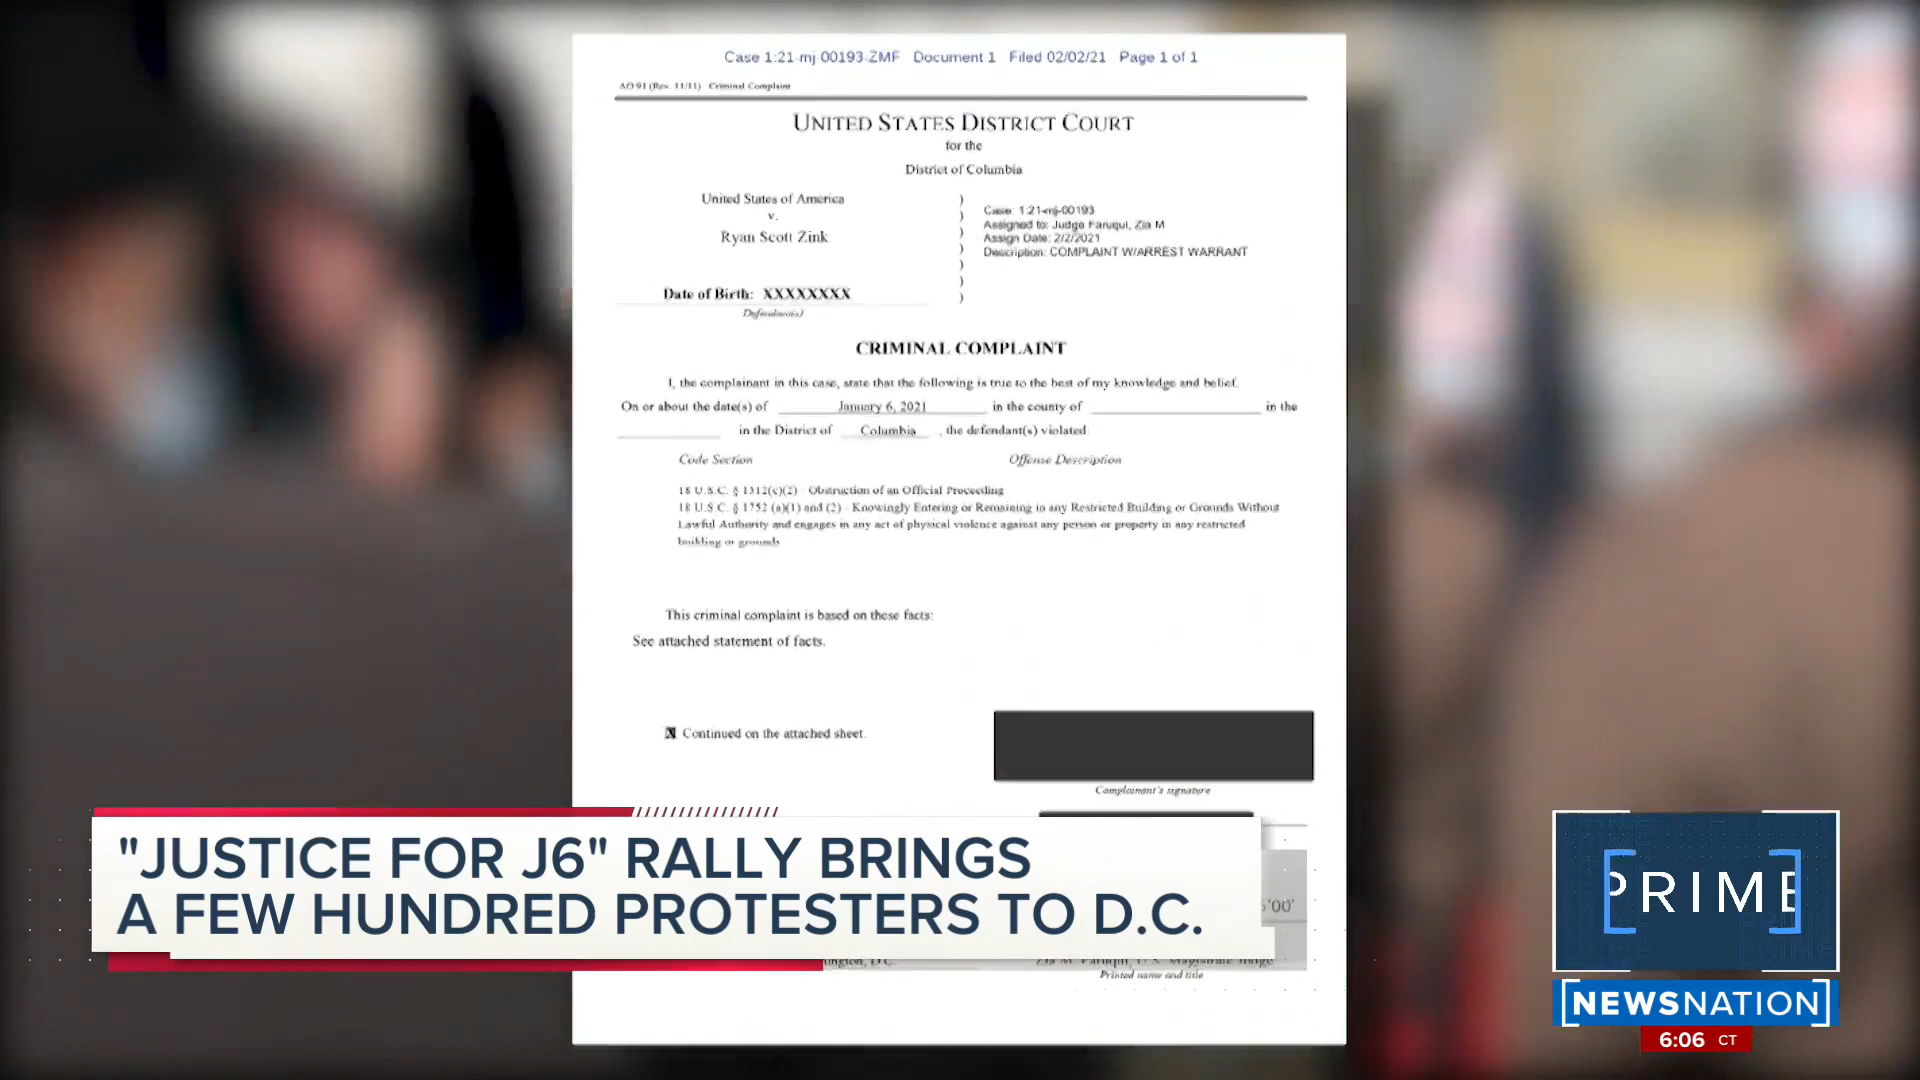 Case 1:21-mj-00193-ZMF Document 1 Filed 02/02/21 Page 1 of 1
AO 91 (Rev. 11/11) Criminal Complaint
UNITED STATES DISTRICT COURT
for the
District of Columbia
United States of America
v.
Ryan Scott Zink
Date of Birth: XXXXXXXX
Defendant(s)
)
)
)
)
)
)
)
Case: 1:21-mj-00193
Assigned to: Judge Faruqui, Zia M
Assign Date: 2/2/2021
Description: COMPLAINT W/ARREST WARRANT
CRIMINAL COMPLAINT
I, the complainant in this case, state that the following is true to the best of my knowledge and belief.
On or about the date(s) of January 6, 2021 in the county of in the
in the District of Columbia , the defendant(s) violated:
Code Section Offense Description
18 U.S.C. § 1512(c)(2) - Obstruction of an Official Proceeding
18 U.S.C. § 1752 (a)(1) and (2) - Knowingly Entering or Remaining in any Restricted Building or Grounds Without
Lawful Authority and engages in any act of physical violence against any person or property in any restricted
building or grounds
This criminal complaint is based on these facts:
See attached statement of facts.
X Continued on the attached sheet.
Complainant's signature
"JUSTICE FOR J6" RALLY BRINGS
A FEW HUNDRED PROTESTERS TO D.C.
'00'
Zia M. Faruqui, U.S. Magistrate Judge
Printed name and title
PRIME
NEWSNATION
6:06 CT